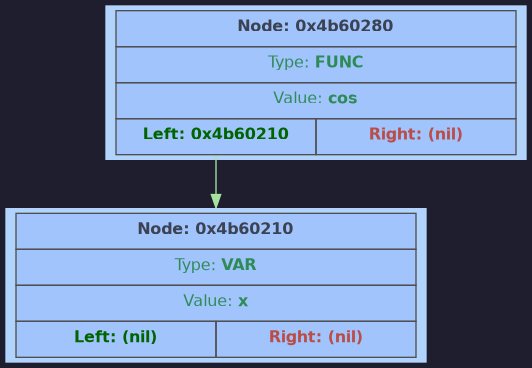 Node: 0x4b60280
Type: FUNC
Value: cos
Left: 0x4b60210 Right: (nil)
Node: 0x4b60210
Type: VAR
Value: x
Left: (nil) Right: (nil)